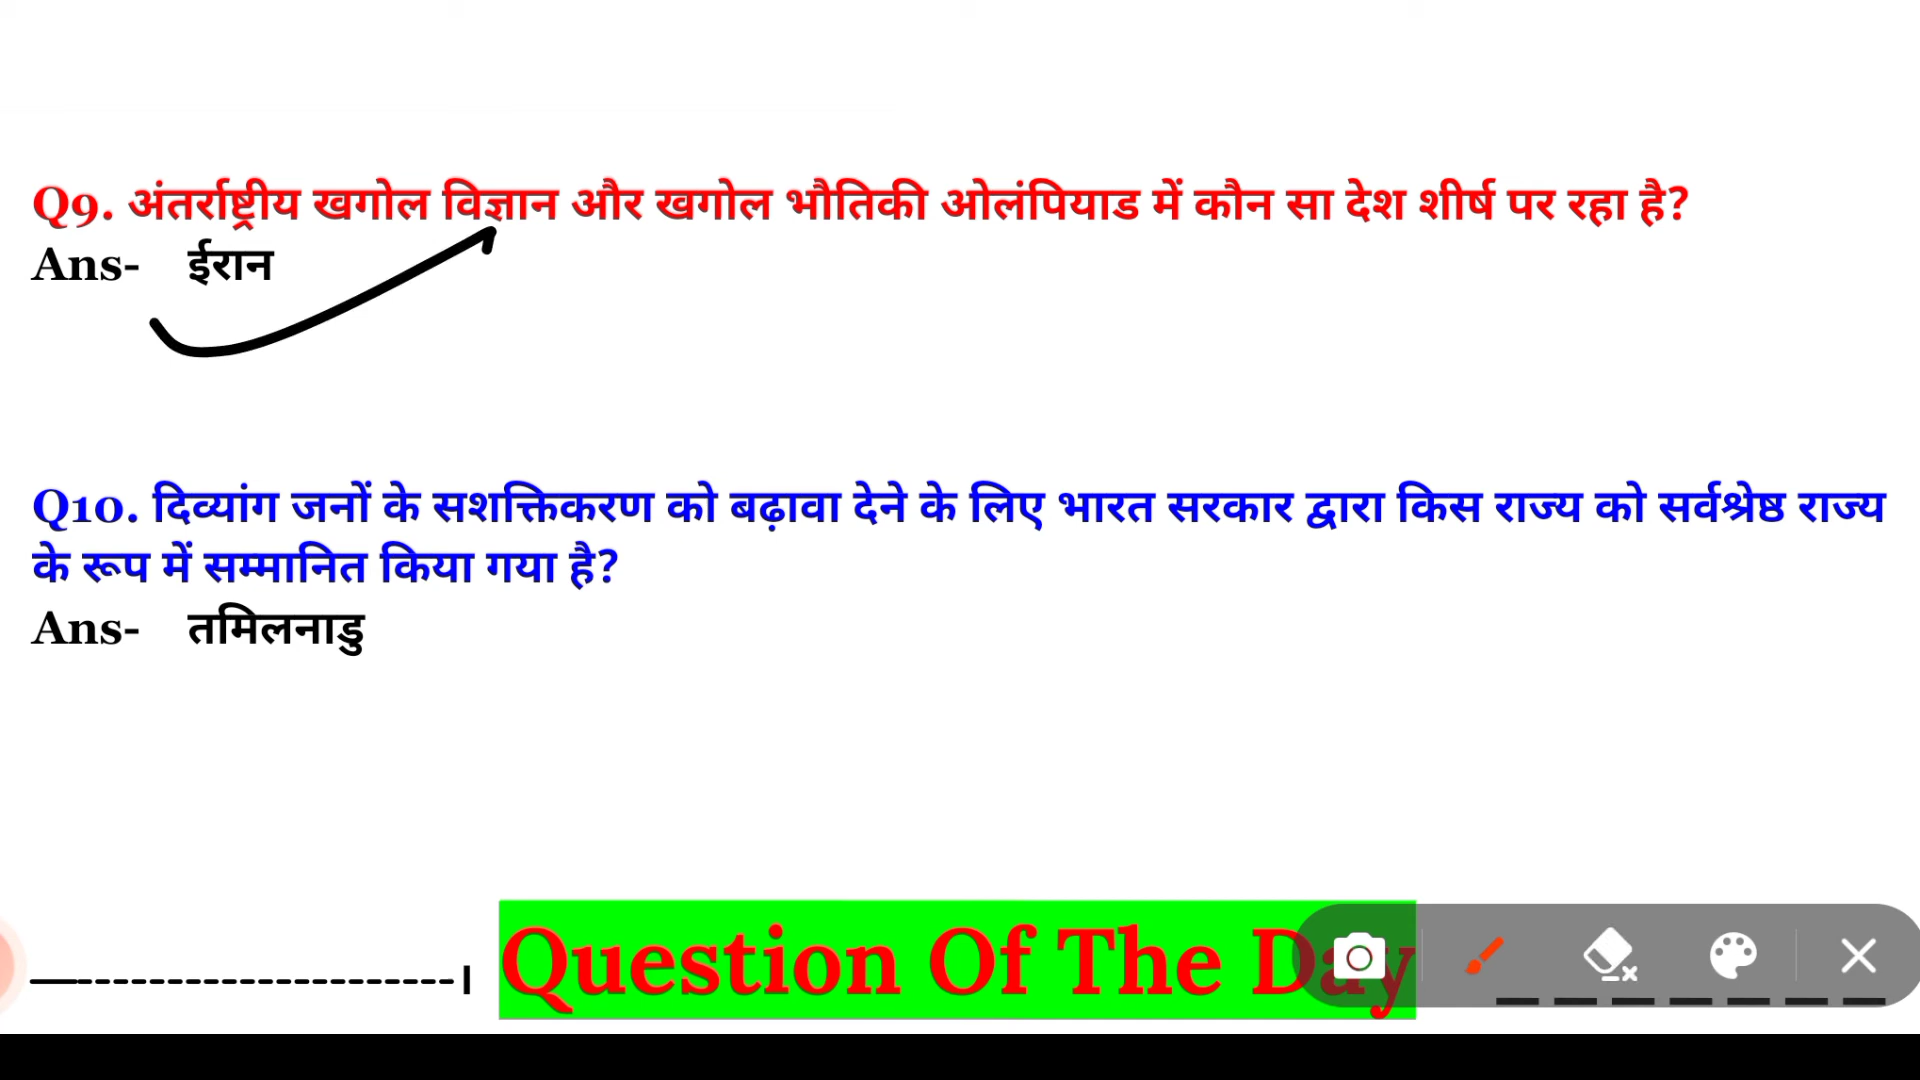 Q9. अंतर्राष्ट्रीय खगोल विज्ञान और खगोल भौतिकी ओलंपियाड में कौन सा देश शीर्ष पर रहा है?
Ans- ईरान
Q10. दिव्यांग जनों के सशक्तिकरण को बढ़ावा देने के लिए भारत सरकार द्वारा किस राज्य को सर्वश्रेष्ठ राज्य
के रूप में सम्मानित किया गया है?
Ans- तमिलनाडु
Question Of The Day